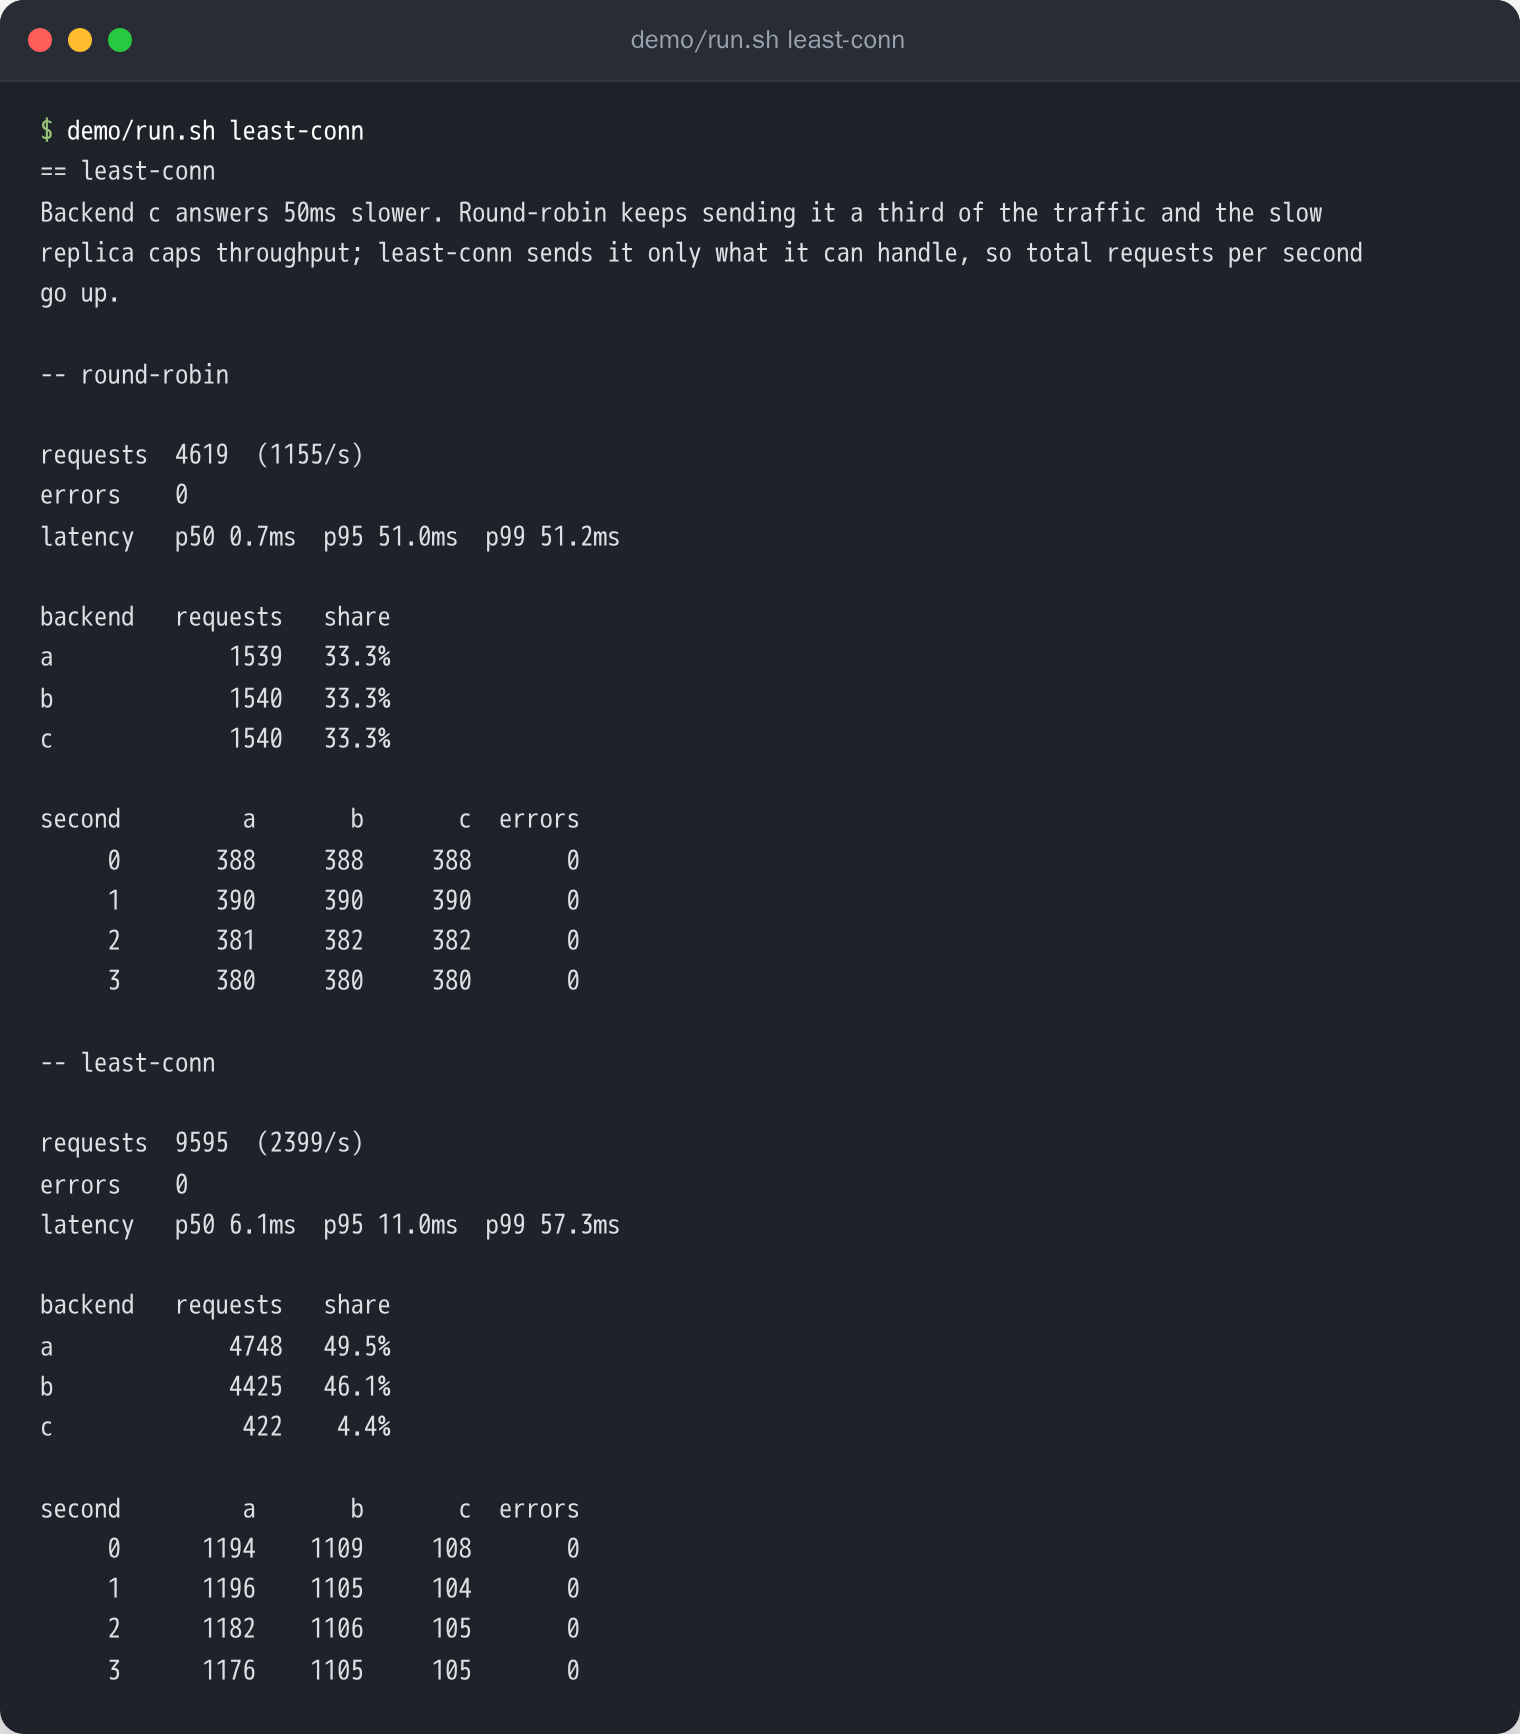 demo/run.sh least-conn
$ demo/run.sh least-conn
== least-conn
Backend c answers 50ms slower. Round-robin keeps sending it a third of the traffic and the slow
replica caps throughput; least-conn sends it only what it can handle, so total requests per second
go up.
-- round-robin
requests  4619  (1155/s)
errors    0
latency   p50 0.7ms  p95 51.0ms  p99 51.2ms
backend   requests   share
a             1539   33.3%
b             1540   33.3%
c             1540   33.3%
second         a       b       c  errors
     0       388     388     388       0
     1       390     390     390       0
     2       381     382     382       0
     3       380     380     380       0
-- least-conn
requests  9595  (2399/s)
errors    0
latency   p50 6.1ms  p95 11.0ms  p99 57.3ms
backend   requests   share
a             4748   49.5%
b             4425   46.1%
c              422    4.4%
second         a       b       c  errors
     0      1194    1109     108       0
     1      1196    1105     104       0
     2      1182    1106     105       0
     3      1176    1105     105       0